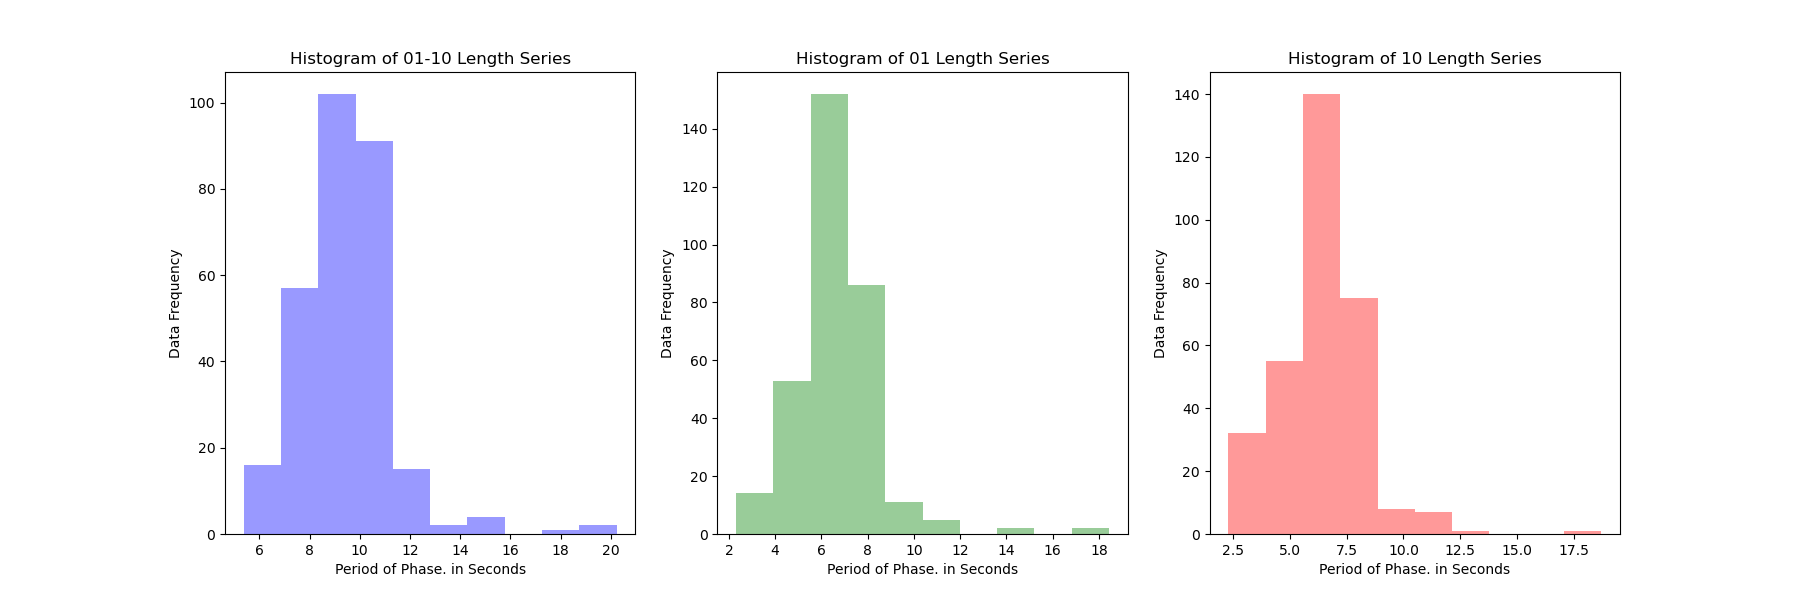 Histogram of 01-10 Length Series
100
80
60
40
20
0
6 8 10 12 14 16 18 20
Data Frequency
Period of Phase. in Seconds
Histogram of 01 Length Series
140
120
100
80
60
40
20
0
2 4 6 8 10 12 14 16 18
Data Frequency
Period of Phase. in Seconds
Histogram of 10 Length Series
140
120
100
80
60
40
20
0
2.5 5.0 7.5 10.0 12.5 15.0 17.5
Data Frequency
Period of Phase. in Seconds